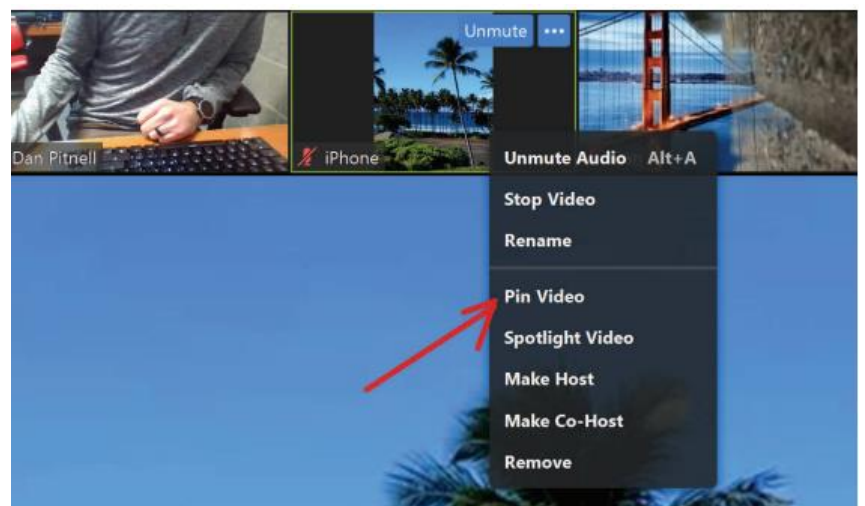 Unmute •••
Dan Pitnell
iPhone
Unmute Audio Alt+A
Stop Video
Rename
Pin Video
Spotlight Video
Make Host
Make Co-Host
Remove